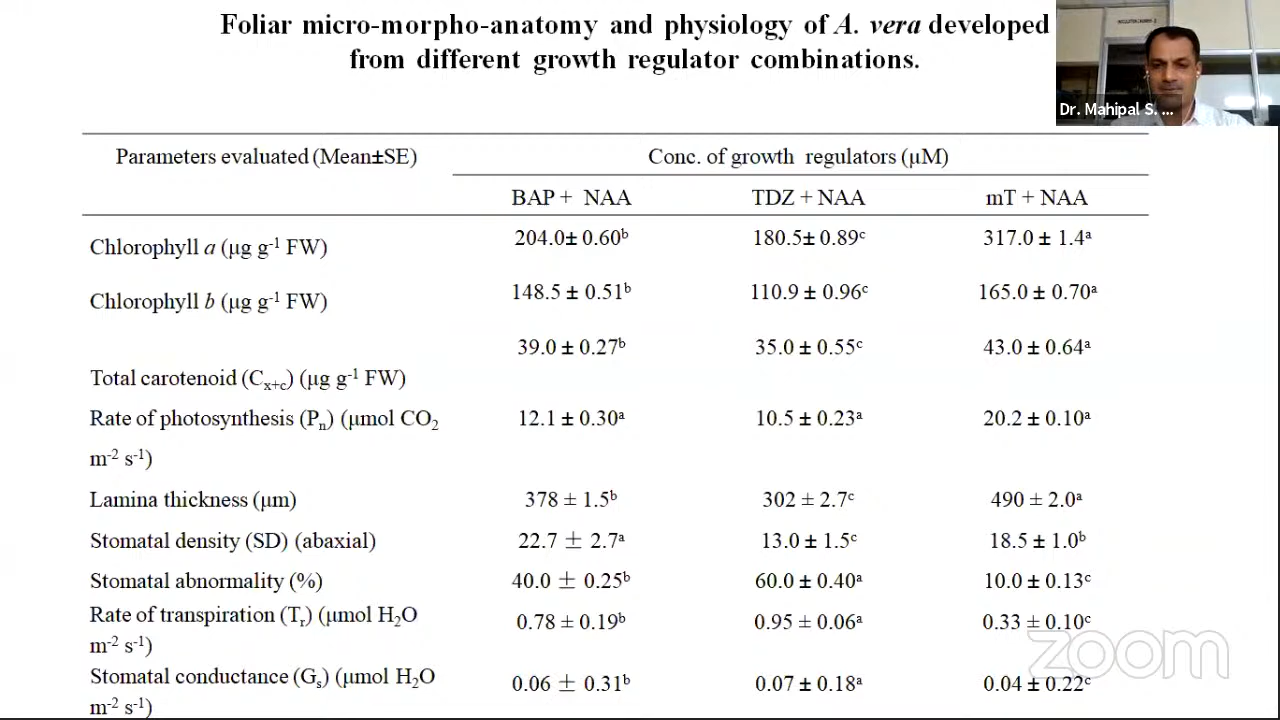 Foliar micro-morpho-anatomy and physiology of A. vera developed
from different growth regulator combinations.
Dr. Mahipal S. ...
Parameters evaluated (Mean±SE) Conc. of growth regulators (µM)
BAP + NAA TDZ + NAA mT + NAA
Chlorophyll a (µg g⁻¹ FW) 204.0± 0.60ᵇ 180.5± 0.89ᶜ 317.0 ± 1.4ᵃ
Chlorophyll b (µg g⁻¹ FW) 148.5 ± 0.51ᵇ 110.9 ± 0.96ᶜ 165.0 ± 0.70ᵃ
39.0 ± 0.27ᵇ 35.0 ± 0.55ᶜ 43.0 ± 0.64ᵃ
Total carotenoid (Cₓ₊c) (µg g⁻¹ FW)
Rate of photosynthesis (Pₙ) (µmol CO₂ 12.1 ± 0.30ᵃ 10.5 ± 0.23ᵃ 20.2 ± 0.10ᵃ
m⁻² s⁻¹)
Lamina thickness (µm) 378 ± 1.5ᵇ 302 ± 2.7ᶜ 490 ± 2.0ᵃ
Stomatal density (SD) (abaxial) 22.7 ± 2.7ᵃ 13.0 ± 1.5ᶜ 18.5 ± 1.0ᵇ
Stomatal abnormality (%) 40.0 ± 0.25ᵇ 60.0 ± 0.40ᵃ 10.0 ± 0.13ᶜ
Rate of transpiration (Tᵣ) (µmol H₂O 0.78 ± 0.19ᵇ 0.95 ± 0.06ᵃ 0.33 ± 0.10ᶜ
m⁻² s⁻¹)
zoom
Stomatal conductance (Gₛ) (µmol H₂O 0.06 ± 0.31ᵇ 0.07 ± 0.18ᵃ 0.04 ± 0.22ᶜ
m⁻² s⁻¹)